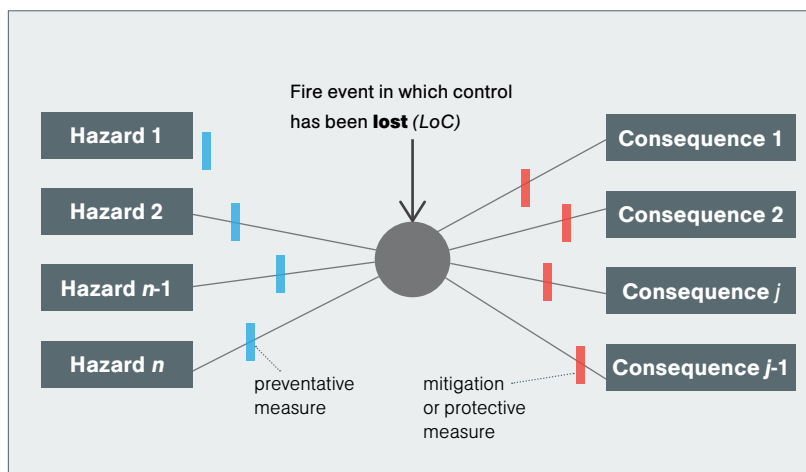 Fire event in which control
has been lost (LoC)
Hazard 1
Hazard 2
Hazard n-1
Hazard n
Consequence 1
Consequence 2
Consequence j
Consequence j-1
preventative
measure
mitigation
or protective
measure